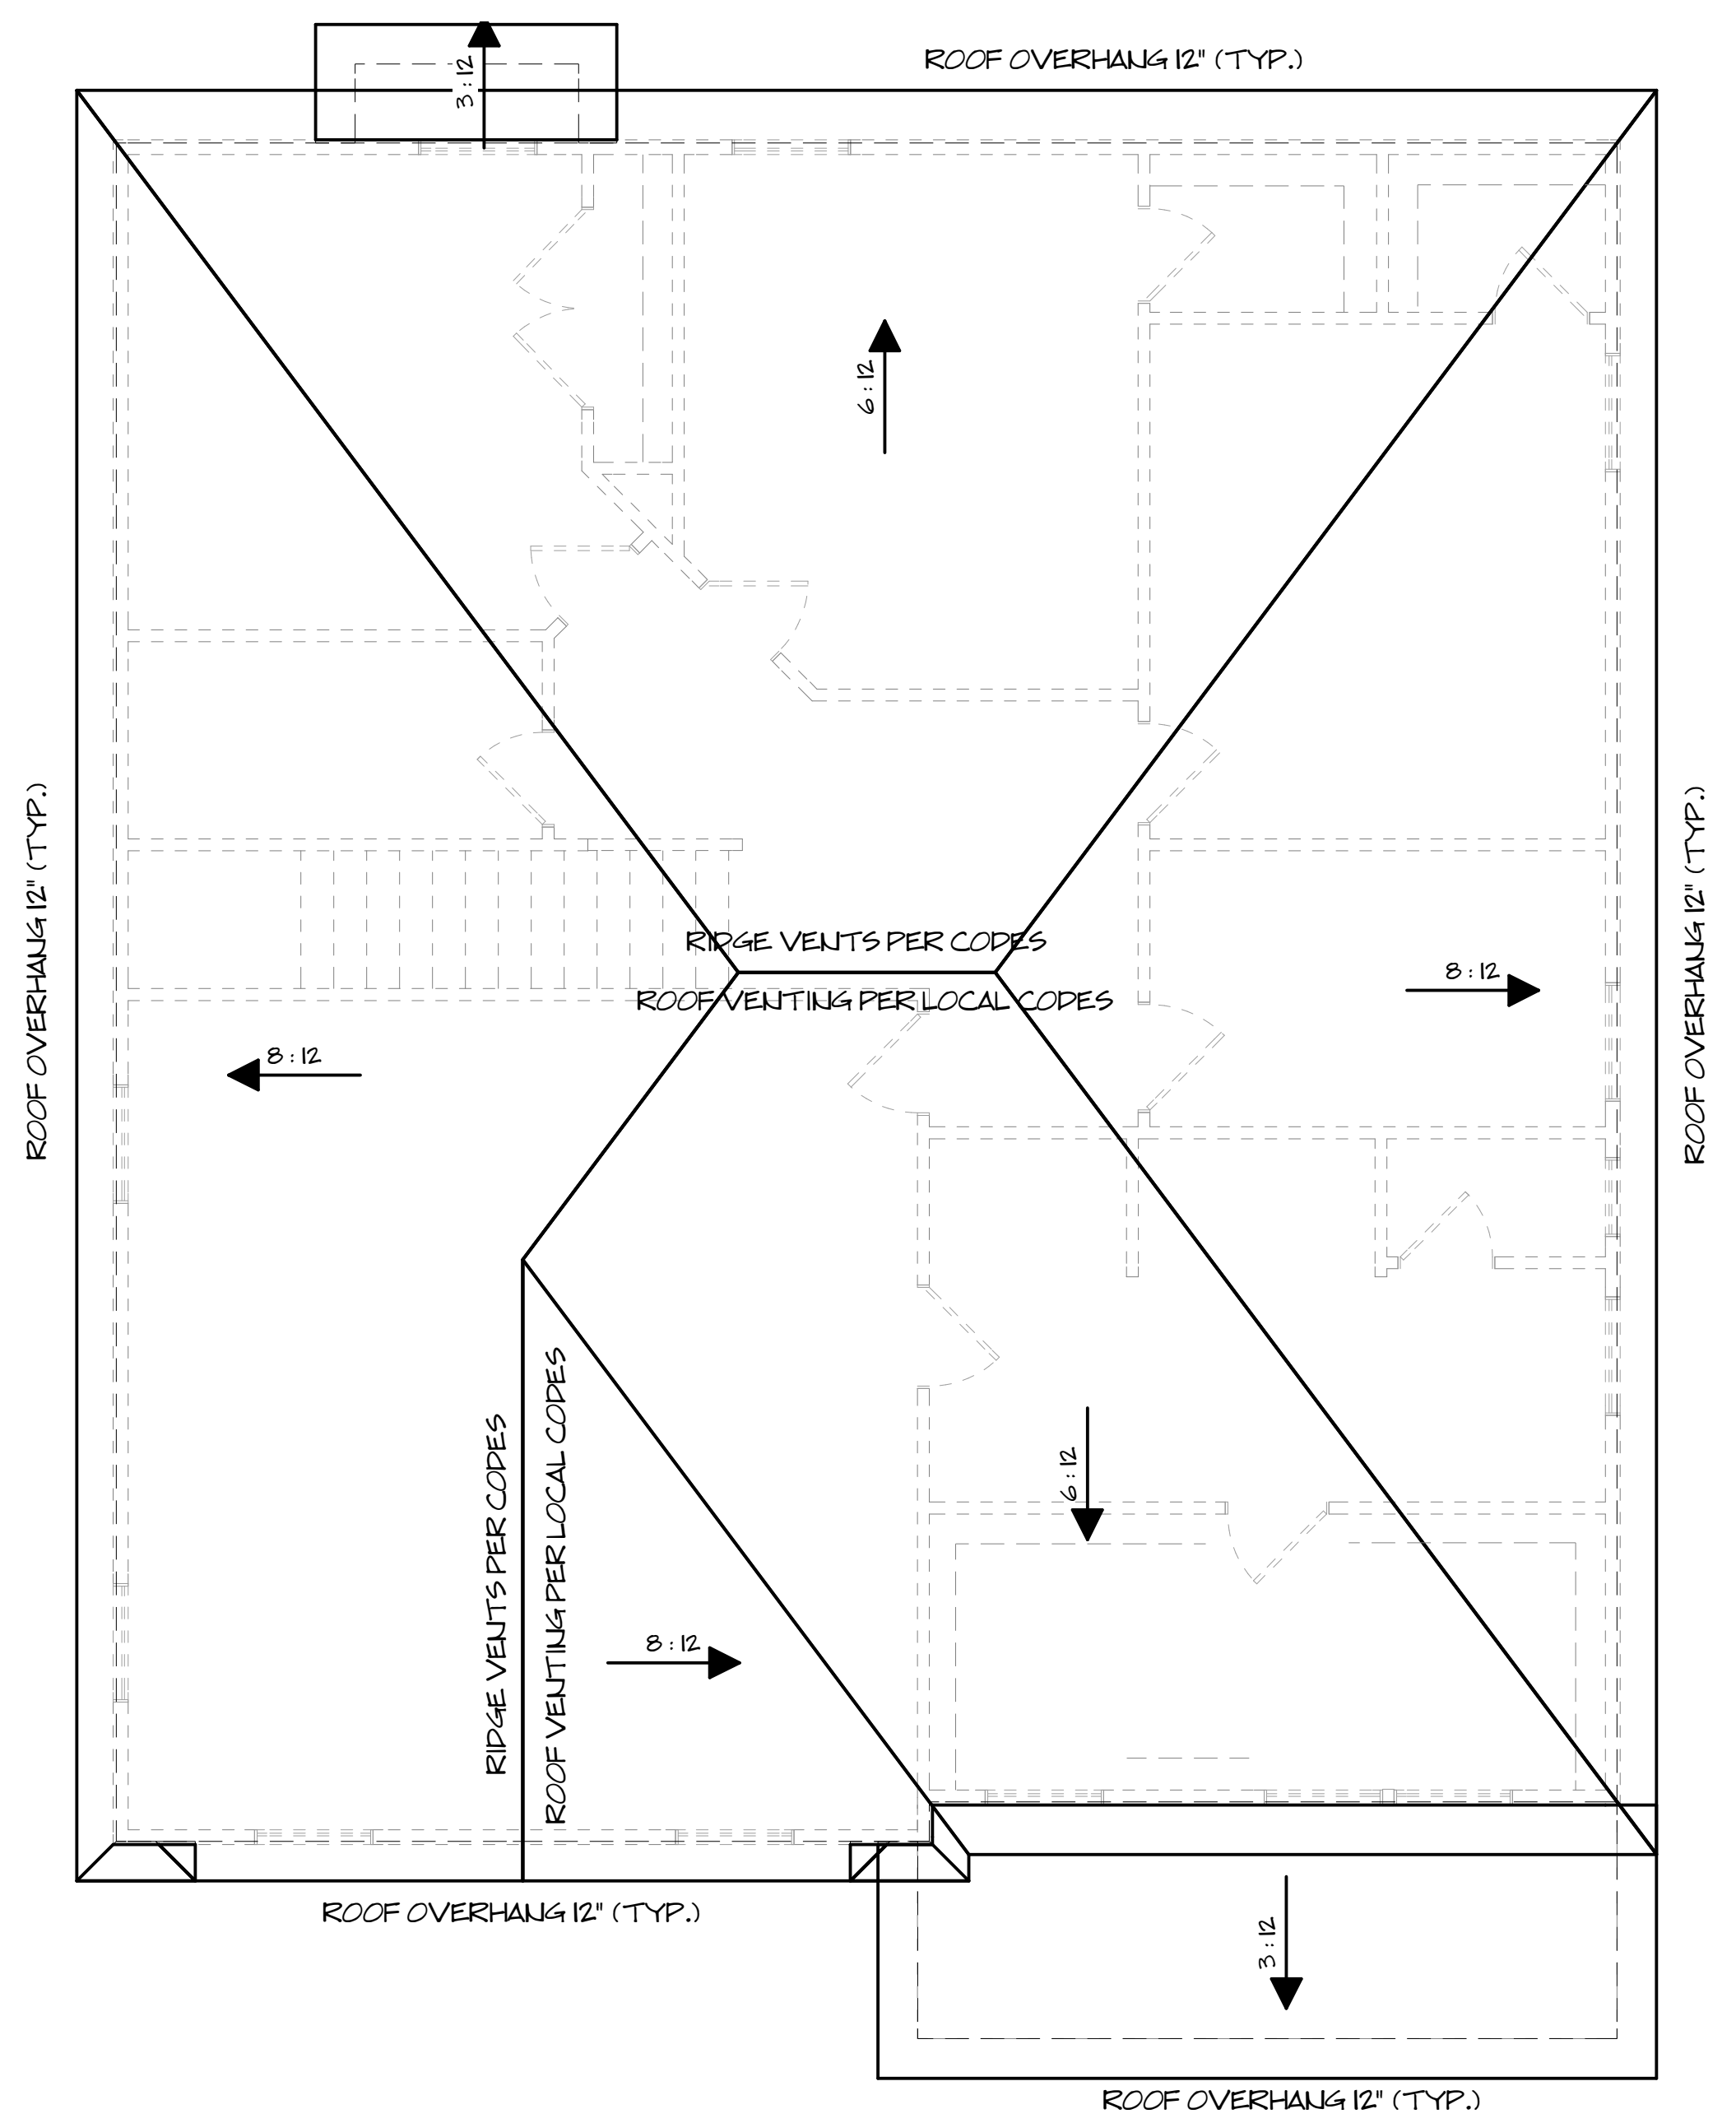 ROOF OVERHANG 12" (TYP.)
3 : 12
6 : 12
ROOF OVERHANG 12" (TYP.)
ROOF OVERHANG 12" (TYP.)
RIDGE VENTS PER CODES
ROOF VENTING PER LOCAL CODES
8 : 12
8 : 12
RIDGE VENTS PER CODES
ROOF VENTING PER LOCAL CODES
6 : 12
8 : 12
ROOF OVERHANG 12" (TYP.)
3 : 12
ROOF OVERHANG 12" (TYP.)